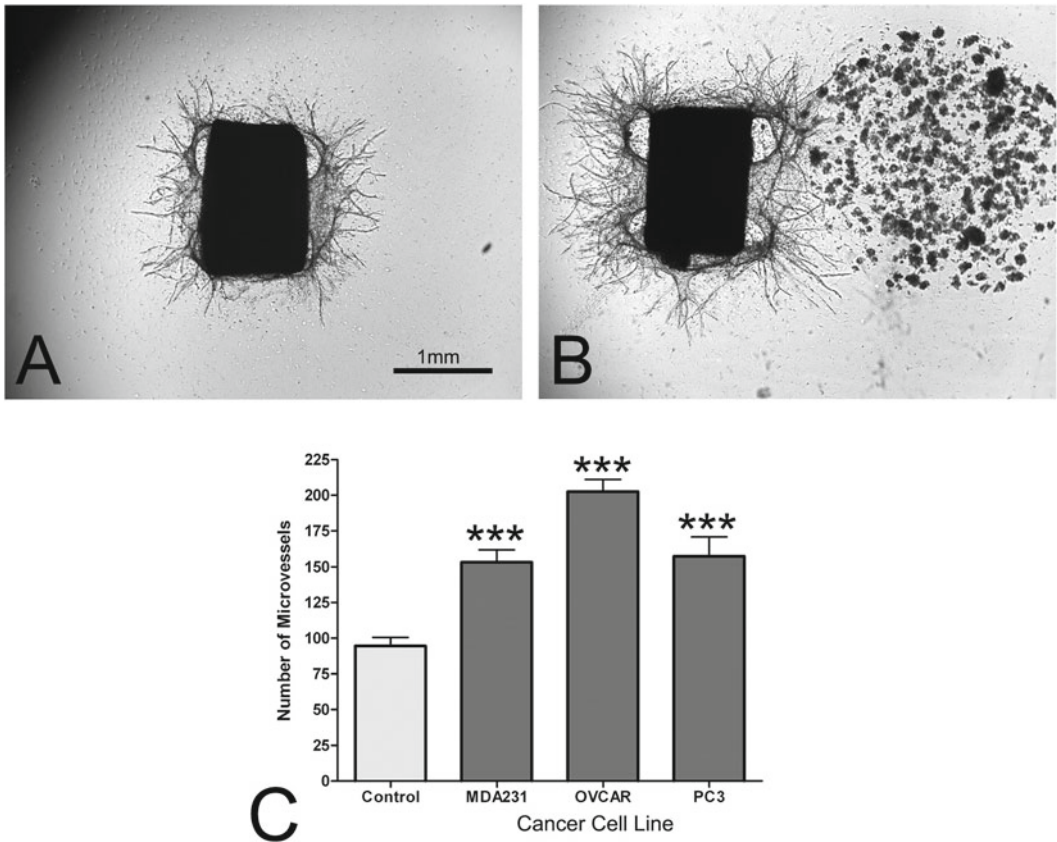 A
1mm
B
225
200
175
150
125
100
75
50
25
0
Number of Microvessels
***
***
***
Control
MDA231
OVCAR
PC3
Cancer Cell Line
C